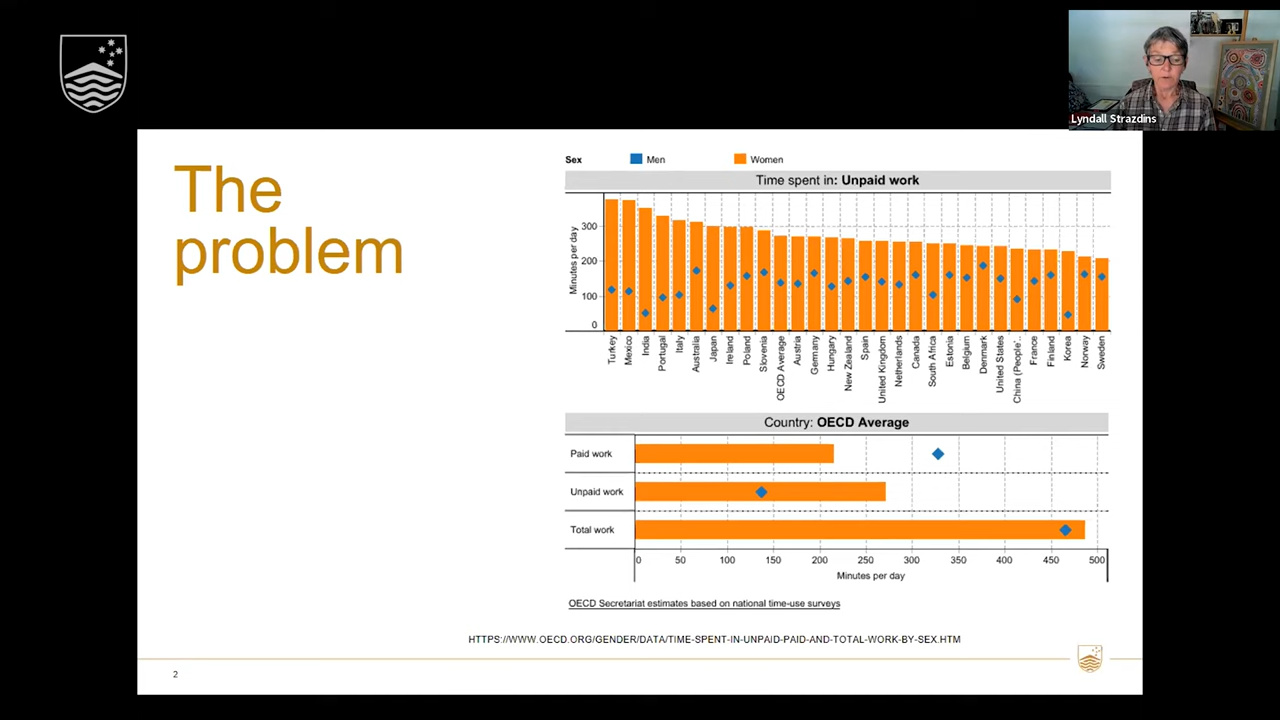 Lyndall Strazdins
The
problem
Sex Men Women
Time spent in: Unpaid work
Minutes per day
300
200
100
0
Turkey
Mexico
India
Portugal
Italy
Australia
Japan
Ireland
Poland
Slovenia
OECD Average
Austria
Germany
Hungary
New Zealand
Spain
United Kingdom
Netherlands
Canada
South Africa
Estonia
Belgium
Denmark
United States
China (People'..
France
Finland
Korea
Norway
Sweden
Country: OECD Average
Paid work
Unpaid work
Total work
0 50 100 150 200 250 300 350 400 450 500
Minutes per day
OECD Secretariat estimates based on national time-use surveys
HTTPS://WWW.OECD.ORG/GENDER/DATA/TIME-SPENT-IN-UNPAID-PAID-AND-TOTAL-WORK-BY-SEX.HTM
2